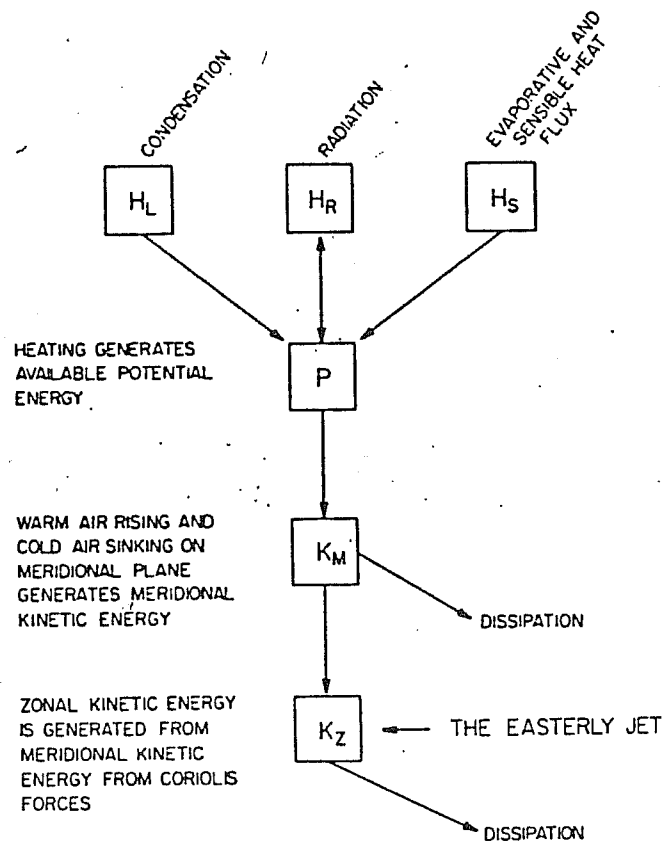 CONDENSATION
RADIATION
EVAPORATIVE AND
SENSIBLE HEAT
FLUX
H_L
H_R
H_S
HEATING GENERATES
AVAILABLE POTENTIAL
ENERGY
P
WARM AIR RISING AND
COLD AIR SINKING ON
MERIDIONAL PLANE
GENERATES MERIDIONAL
KINETIC ENERGY
K_M
DISSIPATION
ZONAL KINETIC ENERGY
IS GENERATED FROM
MERIDIONAL KINETIC
ENERGY FROM CORIOLIS
FORCES
K_Z
THE EASTERLY JET
DISSIPATION